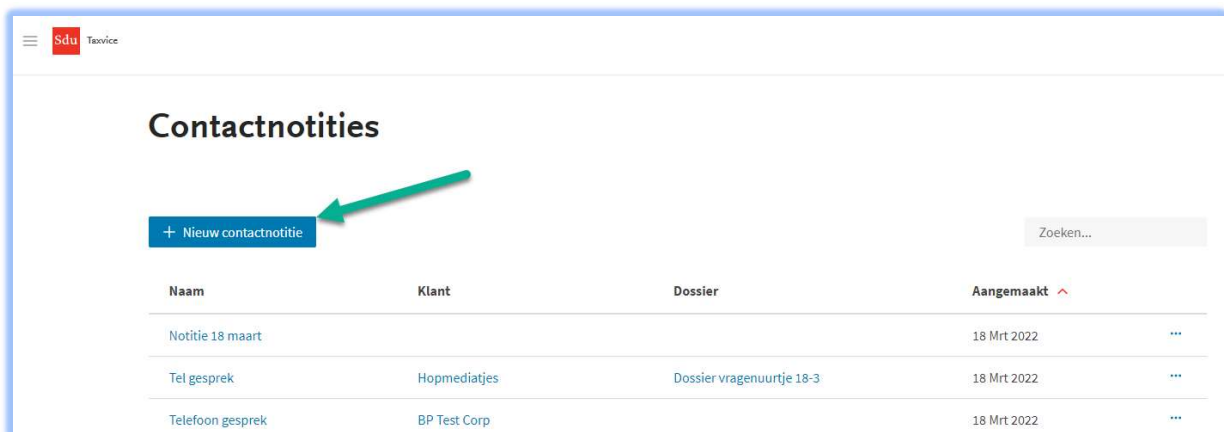 Sdu Taxvice
Contactnotities
+ Nieuw contactnotitie
Zoeken...
Naam Klant Dossier Aangemaakt
Notitie 18 maart 18 Mrt 2022 ...
Tel gesprek Hopmediatjes Dossier vragenuurtje 18-3 18 Mrt 2022 ...
Telefoon gesprek BP Test Corp 18 Mrt 2022 ...